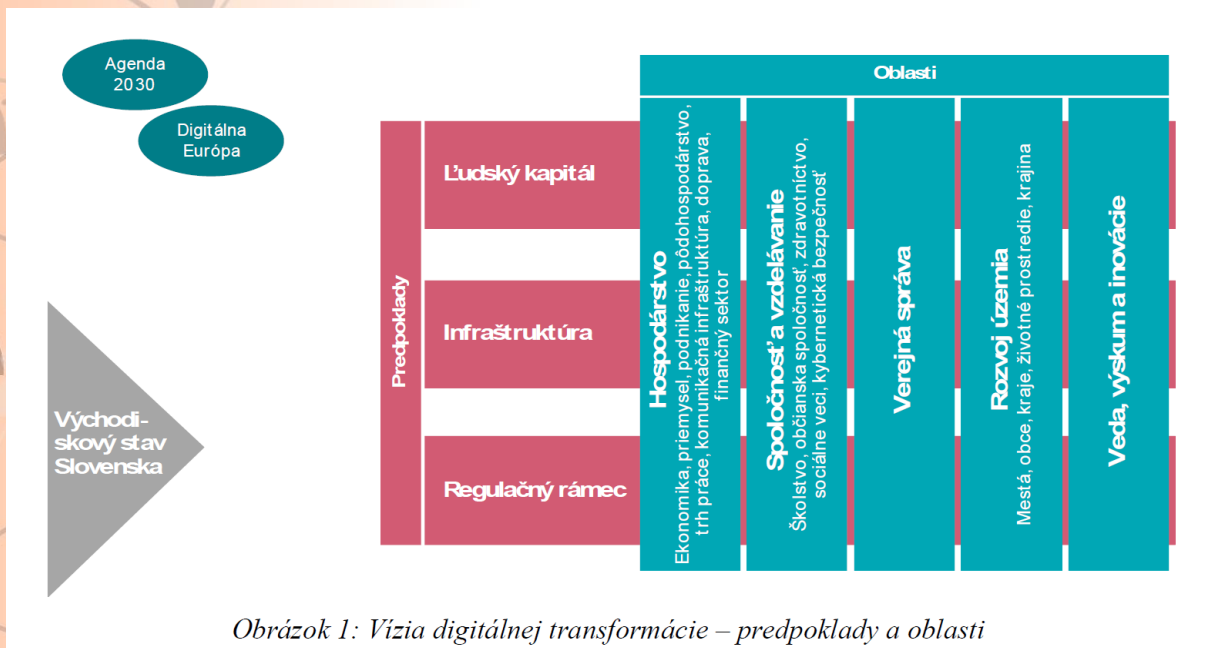 Agenda
2030
Digitálna
Európa
Východi-
skový stav
Slovenska
Predpoklady
Ľudský kapitál
Infraštruktúra
Regulačný rámec
Oblasti
Hospodárstvo
Ekonomika, priemysel, podnikanie, pôdohospodárstvo,
trh práce, komunikačná infraštruktúra, doprava,
finančný sektor
Spoločnosť a vzdelávanie
Školstvo, občianska spoločnosť, zdravotníctvo,
sociálne veci, kybernetická bezpečnosť
Verejná správa
Rozvoj územia
Mestá, obce, kraje, životné prostredie, krajina
Veda, výskum a inovácie
Obrázok 1: Vízia digitálnej transformácie – predpoklady a oblasti